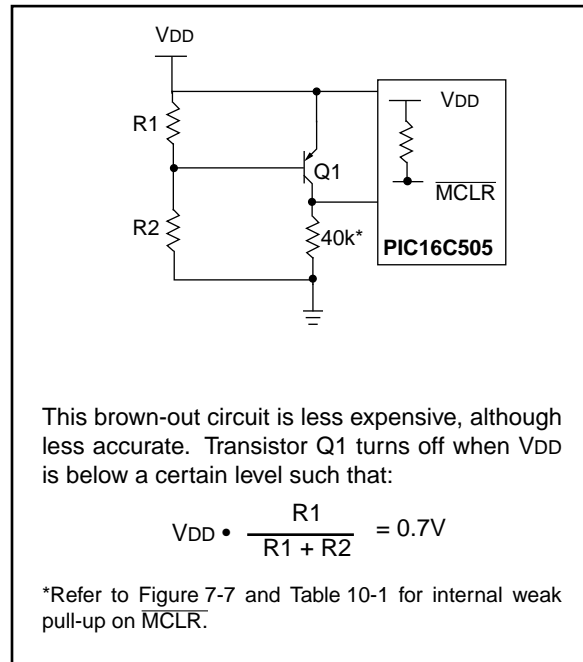 VDD
R1
R2
Q1
40k*
VDD
MCLR
PIC16C505
This brown-out circuit is less expensive, although
less accurate. Transistor Q1 turns off when VDD
is below a certain level such that:
VDD • R1 / R1 + R2 = 0.7V
*Refer to Figure 7-7 and Table 10-1 for internal weak
pull-up on MCLR.